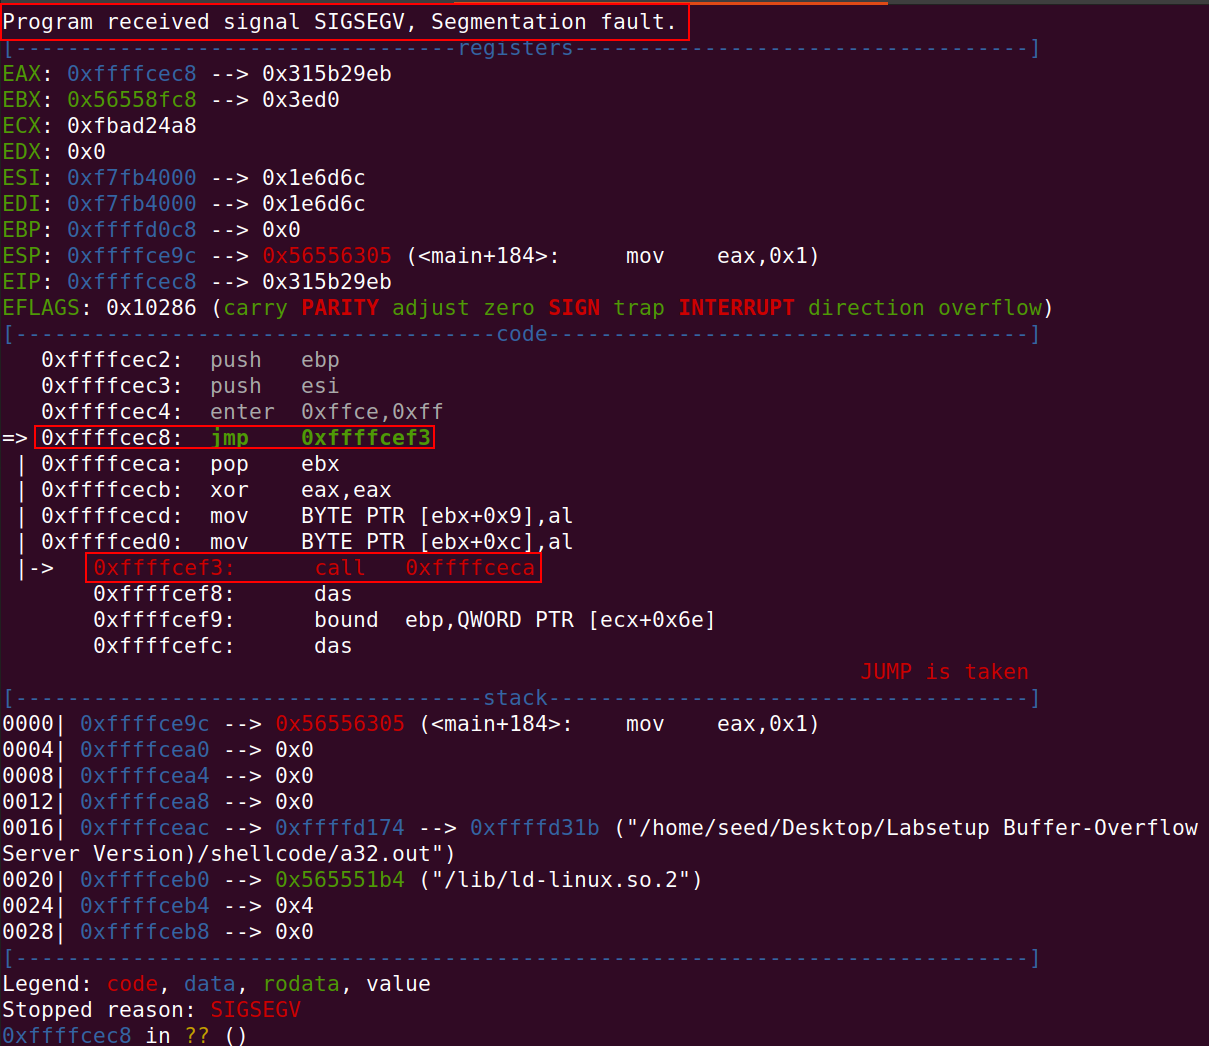 Program received signal SIGSEGV, Segmentation fault.
[----------------------------------registers-----------------------------------]
EAX: 0xffffcec8 --> 0x315b29eb
EBX: 0x56558fc8 --> 0x3ed0
ECX: 0xfbad24a8
EDX: 0x0
ESI: 0xf7fb4000 --> 0x1e6d6c
EDI: 0xf7fb4000 --> 0x1e6d6c
EBP: 0xffffd0c8 --> 0x0
ESP: 0xffffce9c --> 0x56556305 (<main+184>:     mov    eax,0x1)
EIP: 0xffffcec8 --> 0x315b29eb
EFLAGS: 0x10286 (carry PARITY adjust zero SIGN trap INTERRUPT direction overflow)
[-------------------------------------code-------------------------------------]
   0xffffcec2:  push   ebp
   0xffffcec3:  push   esi
   0xffffcec4:  enter  0xffce,0xff
=> 0xffffcec8:  jmp    0xffffcef3
 | 0xffffceca:  pop    ebx
 | 0xffffcecb:  xor    eax,eax
 | 0xffffcecd:  mov    BYTE PTR [ebx+0x9],al
 | 0xffffced0:  mov    BYTE PTR [ebx+0xc],al
 |->   0xffffcef3:      call   0xffffceca
       0xffffcef8:      das
       0xffffcef9:      bound  ebp,QWORD PTR [ecx+0x6e]
       0xffffcefc:      das
                                                                  JUMP is taken
[------------------------------------stack-------------------------------------]
0000| 0xffffce9c --> 0x56556305 (<main+184>:     mov    eax,0x1)
0004| 0xffffcea0 --> 0x0
0008| 0xffffcea4 --> 0x0
0012| 0xffffcea8 --> 0x0
0016| 0xffffceac --> 0xffffd174 --> 0xffffd31b ("/home/seed/Desktop/Labsetup Buffer-Overflow
Server Version)/shellcode/a32.out")
0020| 0xffffceb0 --> 0x565551b4 ("/lib/ld-linux.so.2")
0024| 0xffffceb4 --> 0x4
0028| 0xffffceb8 --> 0x0
[------------------------------------------------------------------------------]
Legend: code, data, rodata, value
Stopped reason: SIGSEGV
0xffffcec8 in ?? ()